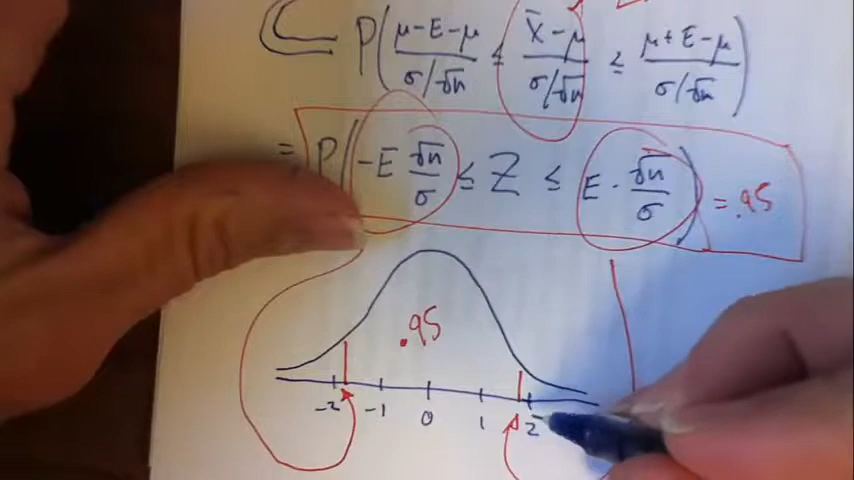 P( (μ-E-μ)/(σ/√n) ≤ (X̄-μ)/(σ/√n) ≤ (μ+E-μ)/(σ/√n) )
= P( -E √n/σ ≤ Z ≤ E · √n/σ ) = .95
.95
-2 -1 0 1 2